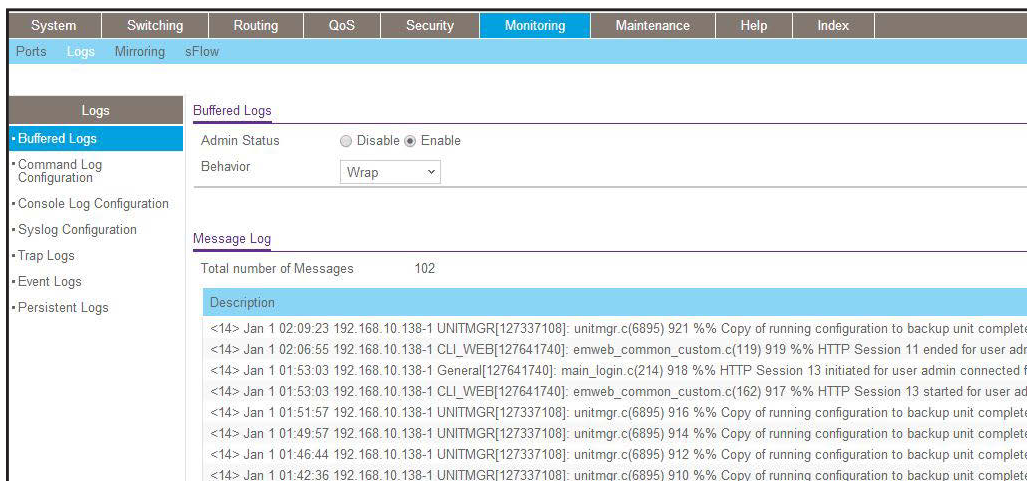 System Switching Routing QoS Security Monitoring Maintenance Help Index
Ports Logs Mirroring sFlow
Logs
Buffered Logs
Command Log
Configuration
Console Log Configuration
Syslog Configuration
Trap Logs
Event Logs
Persistent Logs
Buffered Logs
Admin Status Disable Enable
Behavior Wrap
Message Log
Total number of Messages 102
Description
<14> Jan 1 02:09:23 192.168.10.138-1 UNITMGR[127337108]: unitmgr.c(6895) 921 %% Copy of running configuration to backup unit complete
<14> Jan 1 02:06:55 192.168.10.138-1 CLI_WEB[127641740]: emweb_common_custom.c(119) 919 %% HTTP Session 11 ended for user adm
<14> Jan 1 01:53:03 192.168.10.138-1 General[127641740]: main_login.c(214) 918 %% HTTP Session 13 initiated for user admin connected f
<14> Jan 1 01:53:03 192.168.10.138-1 CLI_WEB[127641740]: emweb_common_custom.c(162) 917 %% HTTP Session 13 started for user ad
<14> Jan 1 01:51:57 192.168.10.138-1 UNITMGR[127337108]: unitmgr.c(6895) 916 %% Copy of running configuration to backup unit complete
<14> Jan 1 01:49:57 192.168.10.138-1 UNITMGR[127337108]: unitmgr.c(6895) 914 %% Copy of running configuration to backup unit complete
<14> Jan 1 01:46:44 192.168.10.138-1 UNITMGR[127337108]: unitmgr.c(6895) 912 %% Copy of running configuration to backup unit complete
<14> Jan 1 01:42:36 192.168.10.138-1 UNITMGR[127337108]: unitmgr.c(6895) 910 %% Copy of running configuration to backup unit complete